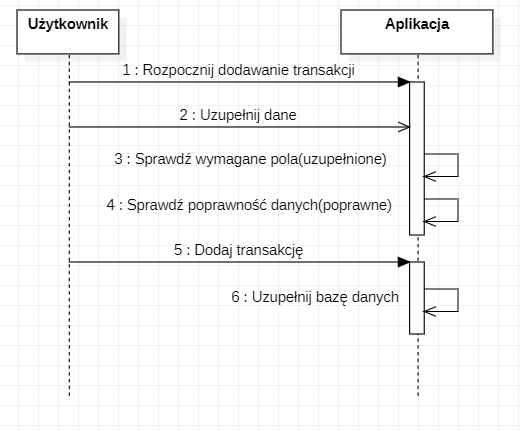 Użytkownik
Aplikacja
1 : Rozpocznij dodawanie transakcji
2 : Uzupełnij dane
3 : Sprawdź wymagane pola(uzupełnione)
4 : Sprawdź poprawność danych(poprawne)
5 : Dodaj transakcję
6 : Uzupełnij bazę danych